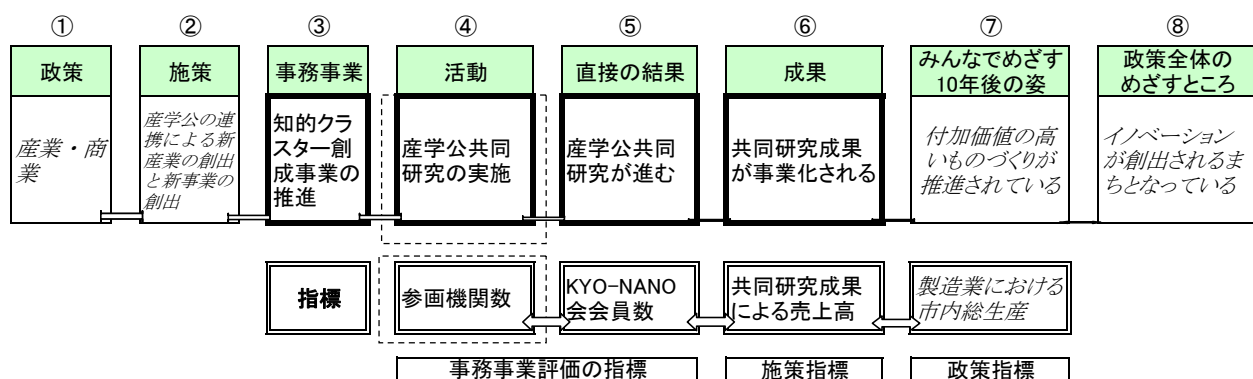 ① ② ③ ④ ⑤ ⑥ ⑦ ⑧
政策
施策
事務事業
活動
直接の結果
成果
みんなでめざす
10年後の姿
政策全体の
めざすところ
産業・商
業
産学公の連
携による新
産業の創出
と新事業の
創出
知的クラ
スター創
成事業の
推進
産学公共同
研究の実施
産学公共同
研究が進む
共同研究成果
が事業化される
付加価値の高
いものづくりが
推進されている
イノベーション
が創出されるま
ちとなっている
指標
参画機関数
KYO-NANO
会会員数
共同研究成果
による売上高
製造業における
市内総生産
事務事業評価の指標
施策指標
政策指標